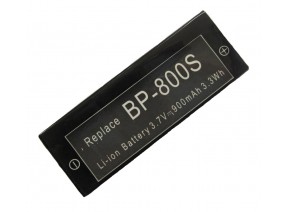 Replace
BP-800S
Li-ion Battery 3.7V⎓900mAh 3.3Wh